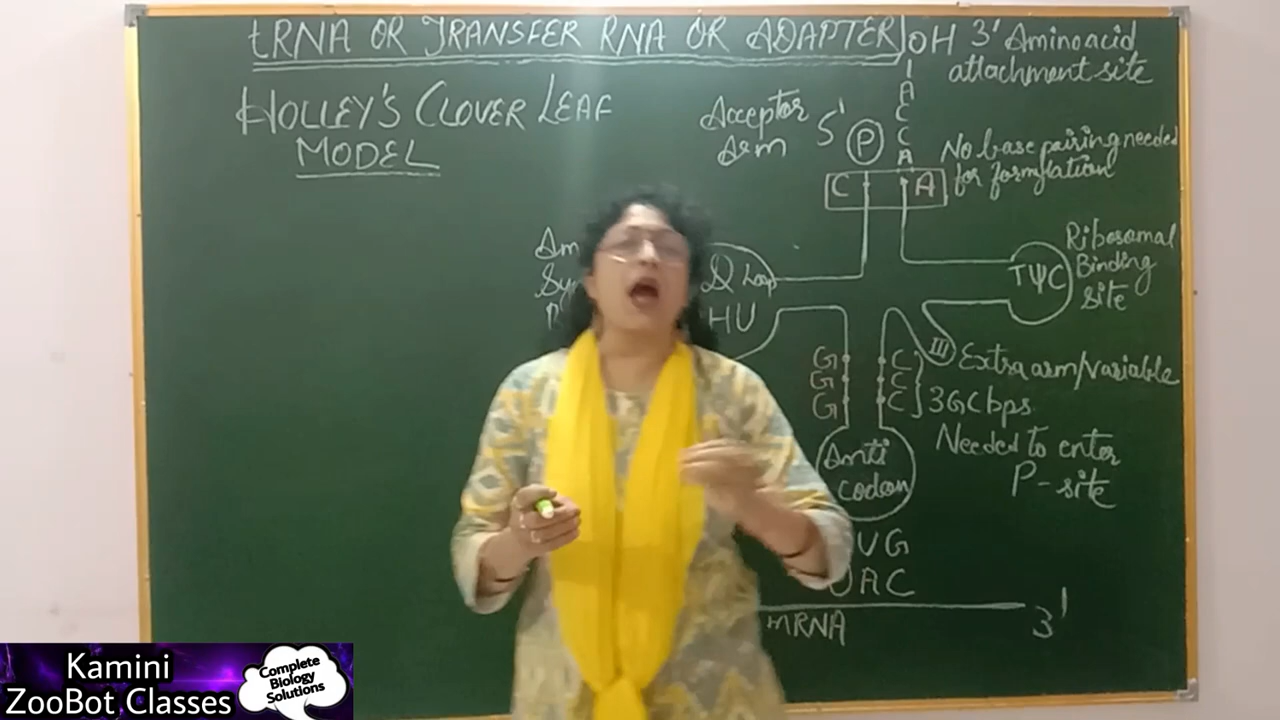 tRNA OR TRANSFER RNA OR ADAPTER
HOLLEY'S CLOVER LEAF
MODEL
OH 3' Aminoacid
attachment site
A
C
C
A
Acceptor
Arm
5'
P
C A
No base pairing needed
for formylation
Am
Sy
D Loop
HU
TΨC
Ribosomal
Binding
site
III
Extra arm/variable
G C
G C
G C
3GC bps
Needed to enter
P-site
Anti
codon
UG
AC
mRNA
3'
Kamini
ZooBot Classes
Complete
Biology
Solutions